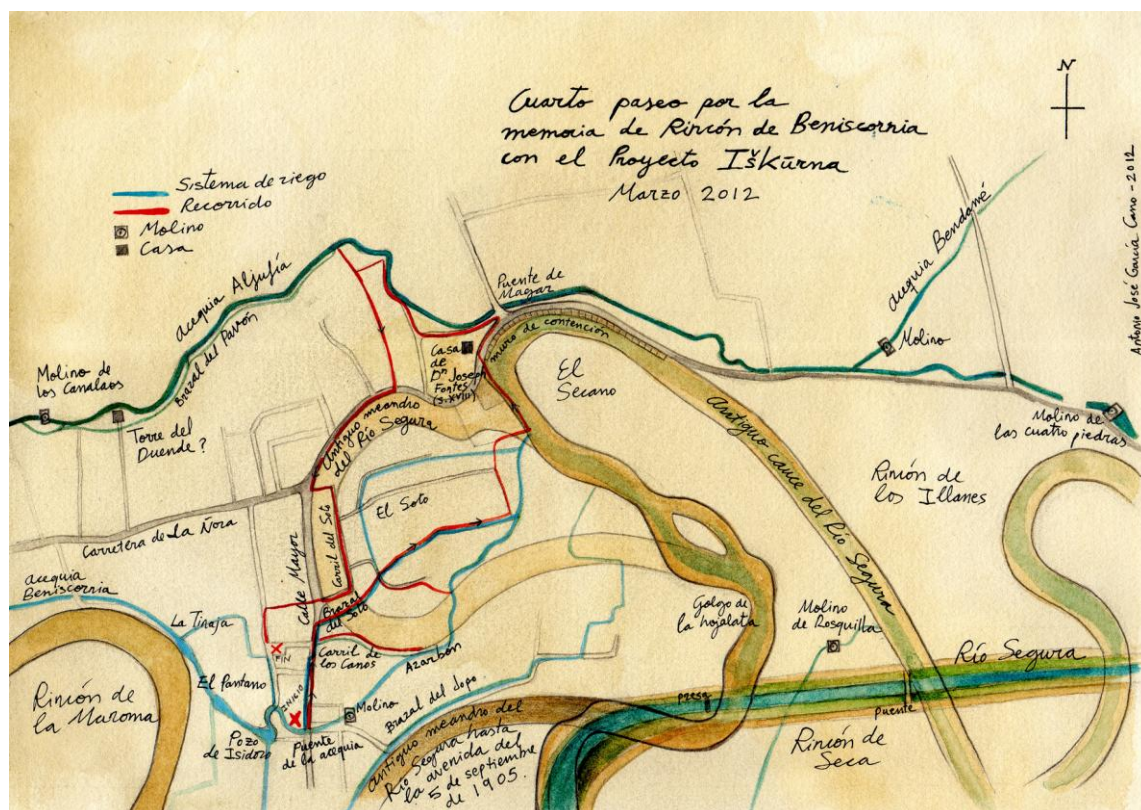 Cuarto paseo por la
memoria de Rincón de Beniscornia
con el Proyecto Iškūrna
Marzo 2012
N
Antonio José García Cano - 2012
Sistema de riego
Recorrido
Molino
Casa
acequia Aljufía
Brazal del Pavón
Molino de
los Canalaos
Torre del
Duende?
Puente de
Magar
muro de contención
Casa
de
Dn Joseph
Fontes
(S. XVIII)
El
Secano
acequia Bendamé
Molino
Molino de
las cuatro piedras
Antiguo meandro
del Río Segura
Antiguo cauce del Río Segura
Rincón de
los Illanes
Carretera de La Ñora
Calle Mayor
Carril del Soto
El Soto
Brazal
del Soto
acequia
Beniscornia
La Tinaja
FIN
Carril de
los Canos
Azarbón
Golgo de
la hojalata
Molino
de Rosquilla
Río Segura
Rincón de
la Maroma
El Pantano
INICIO
Molino
Brazal del Jopo
presa
puente
Pozo
de Isidoro
Puente
de la acequia
antiguo meandro del
Río Segura hasta
la avenida del
5 de septiembre
de 1905.
Rincón de
Seca